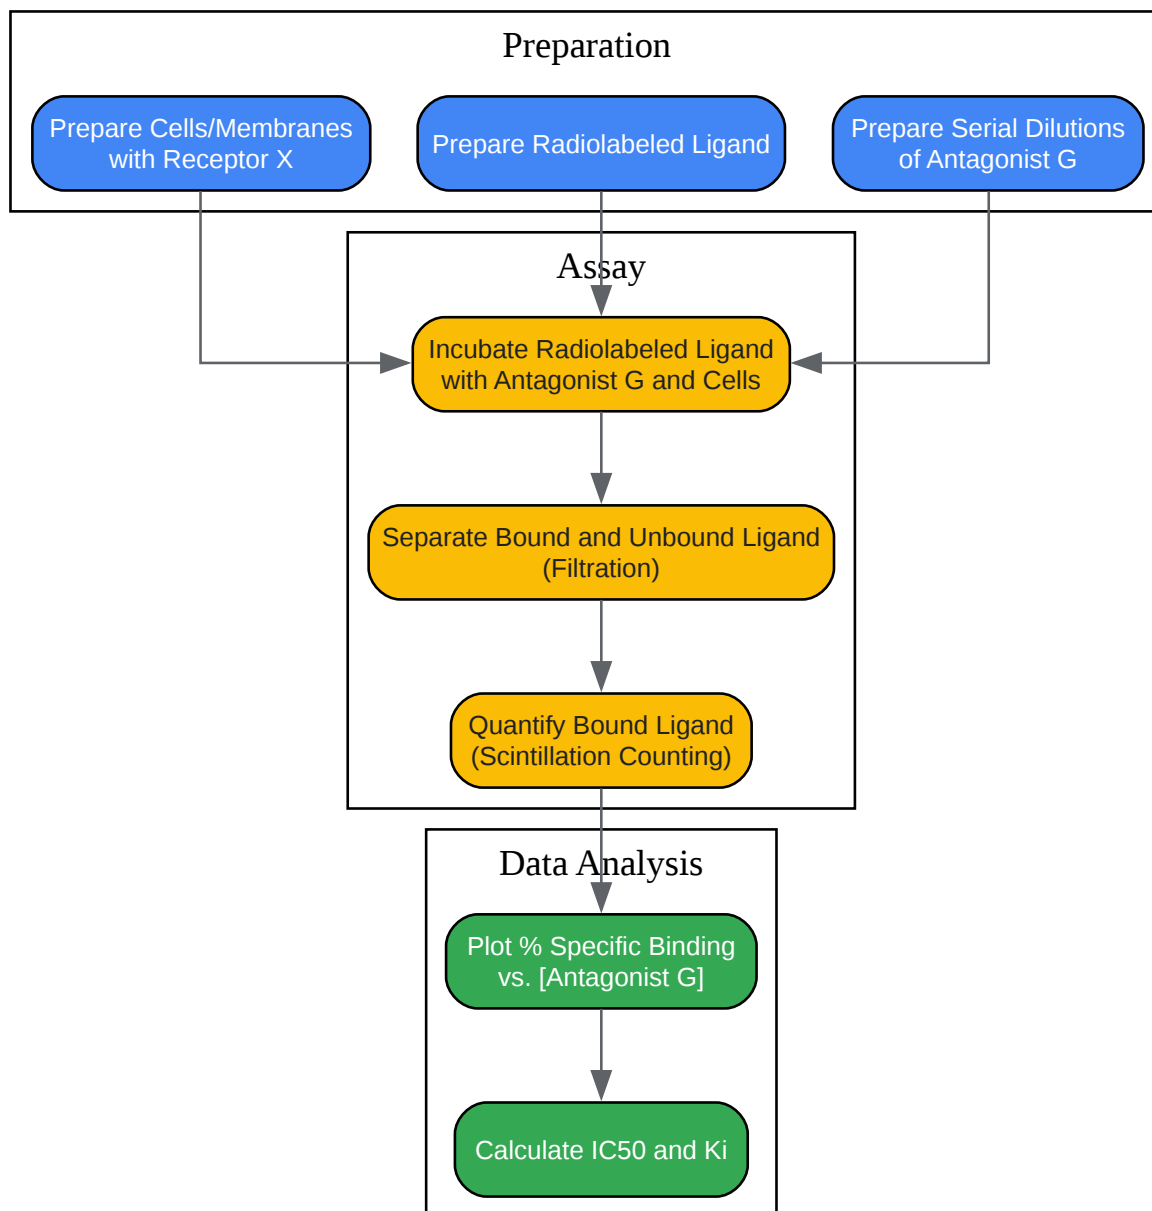 Preparation
Prepare Cells/Membranes
with Receptor X
Prepare Radiolabeled Ligand
Prepare Serial Dilutions
of Antagonist G
Assay
Incubate Radiolabeled Ligand
with Antagonist G and Cells
Separate Bound and Unbound Ligand
(Filtration)
Quantify Bound Ligand
(Scintillation Counting)
Data Analysis
Plot % Specific Binding
vs. [Antagonist G]
Calculate IC50 and Ki